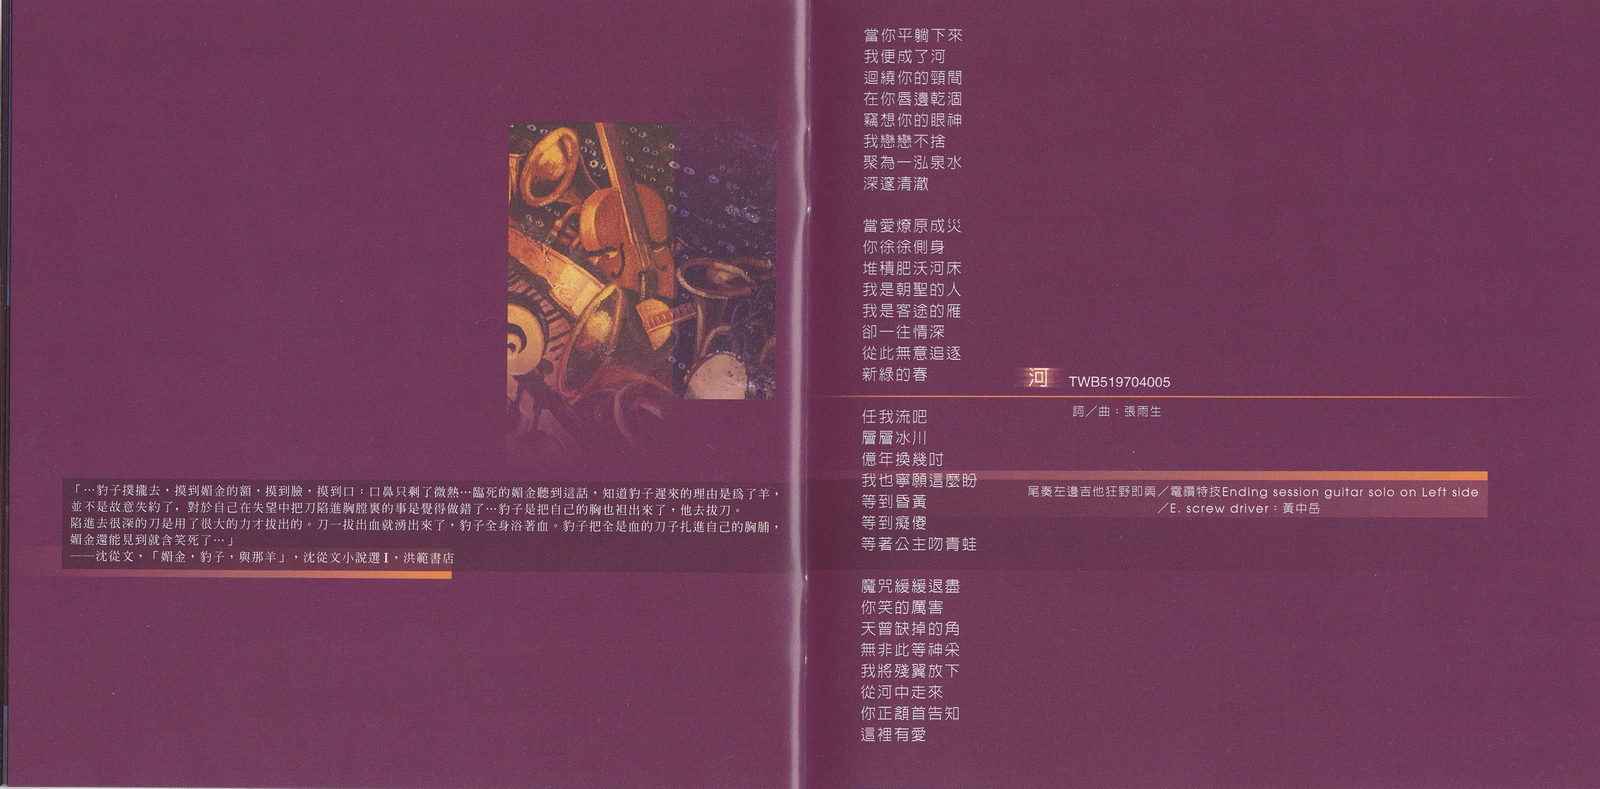 「…豹子撲攏去，摸到媚金的額，摸到臉，摸到口；口鼻只剩了微熱…臨死的媚金聽到這話，知道豹子遲來的理由是爲了羊，
並不是故意失約了，對於自己在失望中把刀陷進胸膛裏的事是覺得做錯了…豹子是把自己的胸也袒出來了，他去拔刀。
陷進去很深的刀是用了很大的力才拔出的。刀一拔出血就湧出來了，豹子全身浴著血。豹子把全是血的刀子扎進自己的胸脯，
媚金還能見到就含笑死了…」
——沈從文，「媚金，豹子，與那羊」，沈從文小說選I，洪範書店
當你平躺下來
我便成了河
迴繞你的頸間
在你唇邊乾涸
竊想你的眼神
我戀戀不捨
聚為一泓泉水
深邃清澈
當愛燎原成災
你徐徐側身
堆積肥沃河床
我是朝聖的人
我是客途的雁
卻一往情深
從此無意追逐
新綠的春
任我流吧
層層冰川
億年換幾吋
我也寧願這麼盼
等到昏黃
等到癡儍
等著公主吻青蛙
魔咒緩緩退盡
你笑的厲害
天曾缺掉的角
無非此等神采
我將殘翼放下
從河中走來
你正頷首告知
這裡有愛
河 TWB519704005
詞／曲：張雨生
尾奏左邊吉他狂野即興／電鑽特技Ending session guitar solo on Left side
／E. screw driver：黃中岳